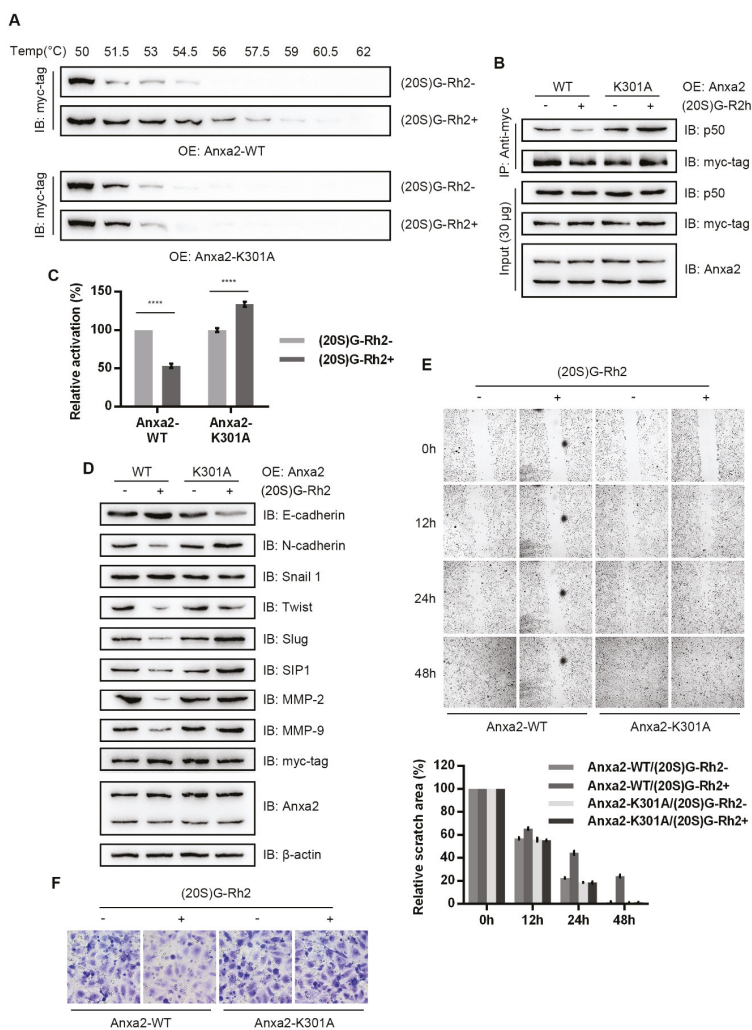 A
Temp(°C) 50 51.5 53 54.5 56 57.5 59 60.5 62
IB: myc-tag
(20S)G-Rh2-
(20S)G-Rh2+
OE: Anxa2-WT
IB: myc-tag
(20S)G-Rh2-
(20S)G-Rh2+
OE: Anxa2-K301A
B
WT K301A OE: Anxa2
- + - + (20S)G-R2h
IP: Anti-myc
IB: p50
IB: myc-tag
Input (30 µg)
IB: p50
IB: myc-tag
IB: Anxa2
C
Relative activation (%)
150
100
50
0
**** ****
Anxa2-WT
Anxa2-K301A
(20S)G-Rh2-
(20S)G-Rh2+
D
WT K301A OE: Anxa2
- + - + (20S)G-Rh2
IB: E-cadherin
IB: N-cadherin
IB: Snail 1
IB: Twist
IB: Slug
IB: SIP1
IB: MMP-2
IB: MMP-9
IB: myc-tag
IB: Anxa2
IB: β-actin
E
(20S)G-Rh2
- + - +
0h
12h
24h
48h
Anxa2-WT Anxa2-K301A
Relative scratch area (%)
120
100
80
60
40
20
0
0h 12h 24h 48h
Anxa2-WT/(20S)G-Rh2-
Anxa2-WT/(20S)G-Rh2+
Anxa2-K301A/(20S)G-Rh2-
Anxa2-K301A/(20S)G-Rh2+
F
(20S)G-Rh2
- + - +
Anxa2-WT Anxa2-K301A